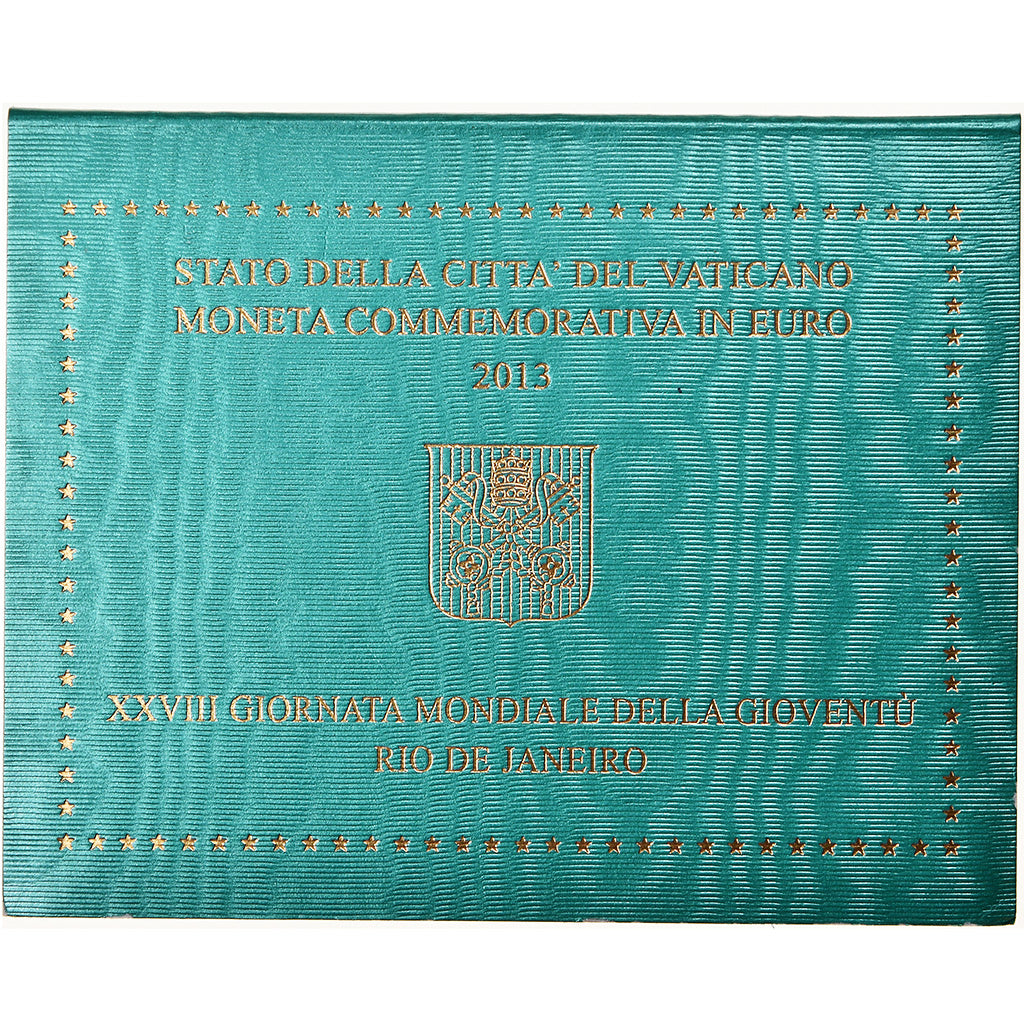 STATO DELLA CITTA' DEL VATICANO
MONETA COMMEMORATIVA IN EURO
2013
XXVIII GIORNATA MONDIALE DELLA GIOVENTÙ
RIO DE JANEIRO